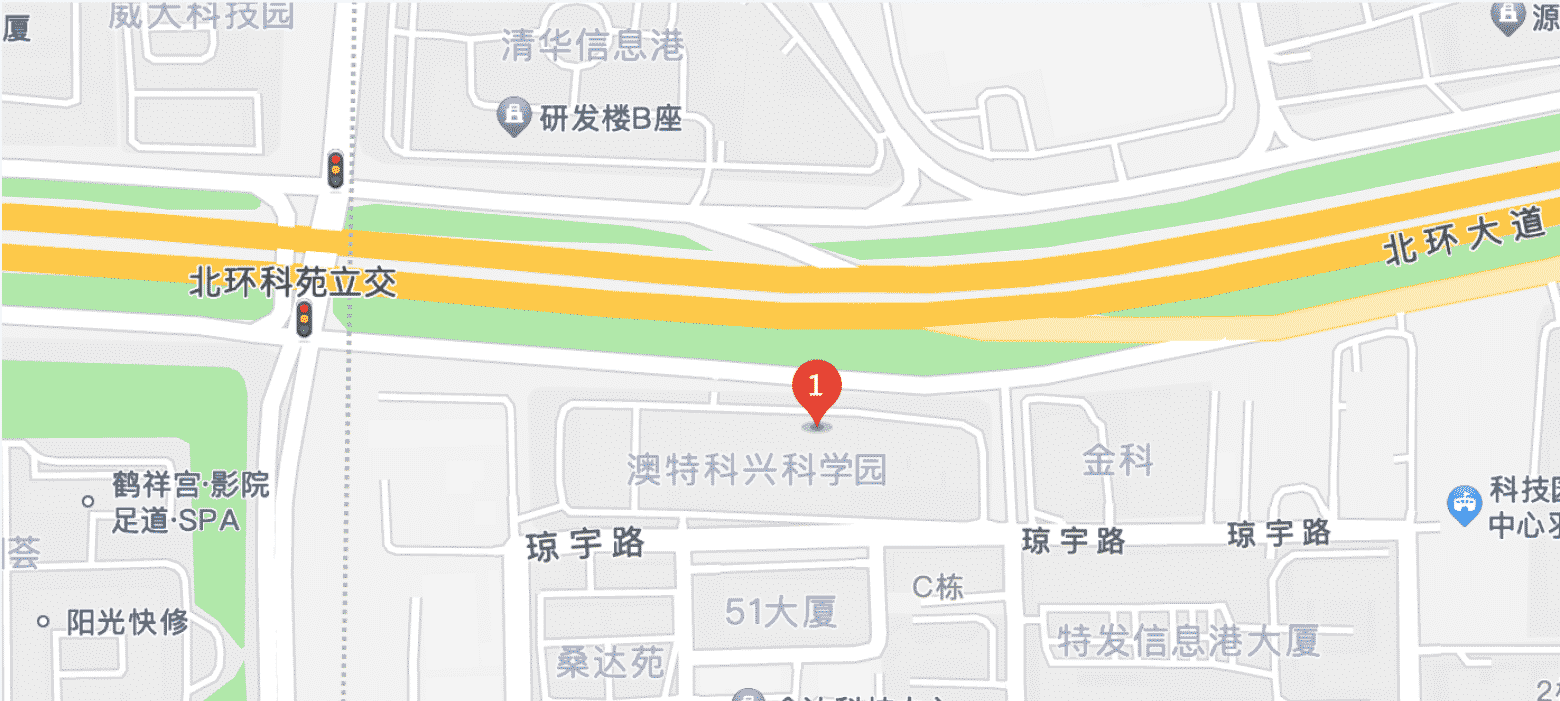 厦
威大科技园
清华信息港
源
研发楼B座
北环大道
北环科苑立交
1
澳特科兴科学园
金科
鹤祥宫·影院
足道·SPA
科技园
中心羽
琼宇路
琼宇路
琼宇路
荟
C栋
51大厦
阳光快修
特发信息港大厦
桑达苑
2栋